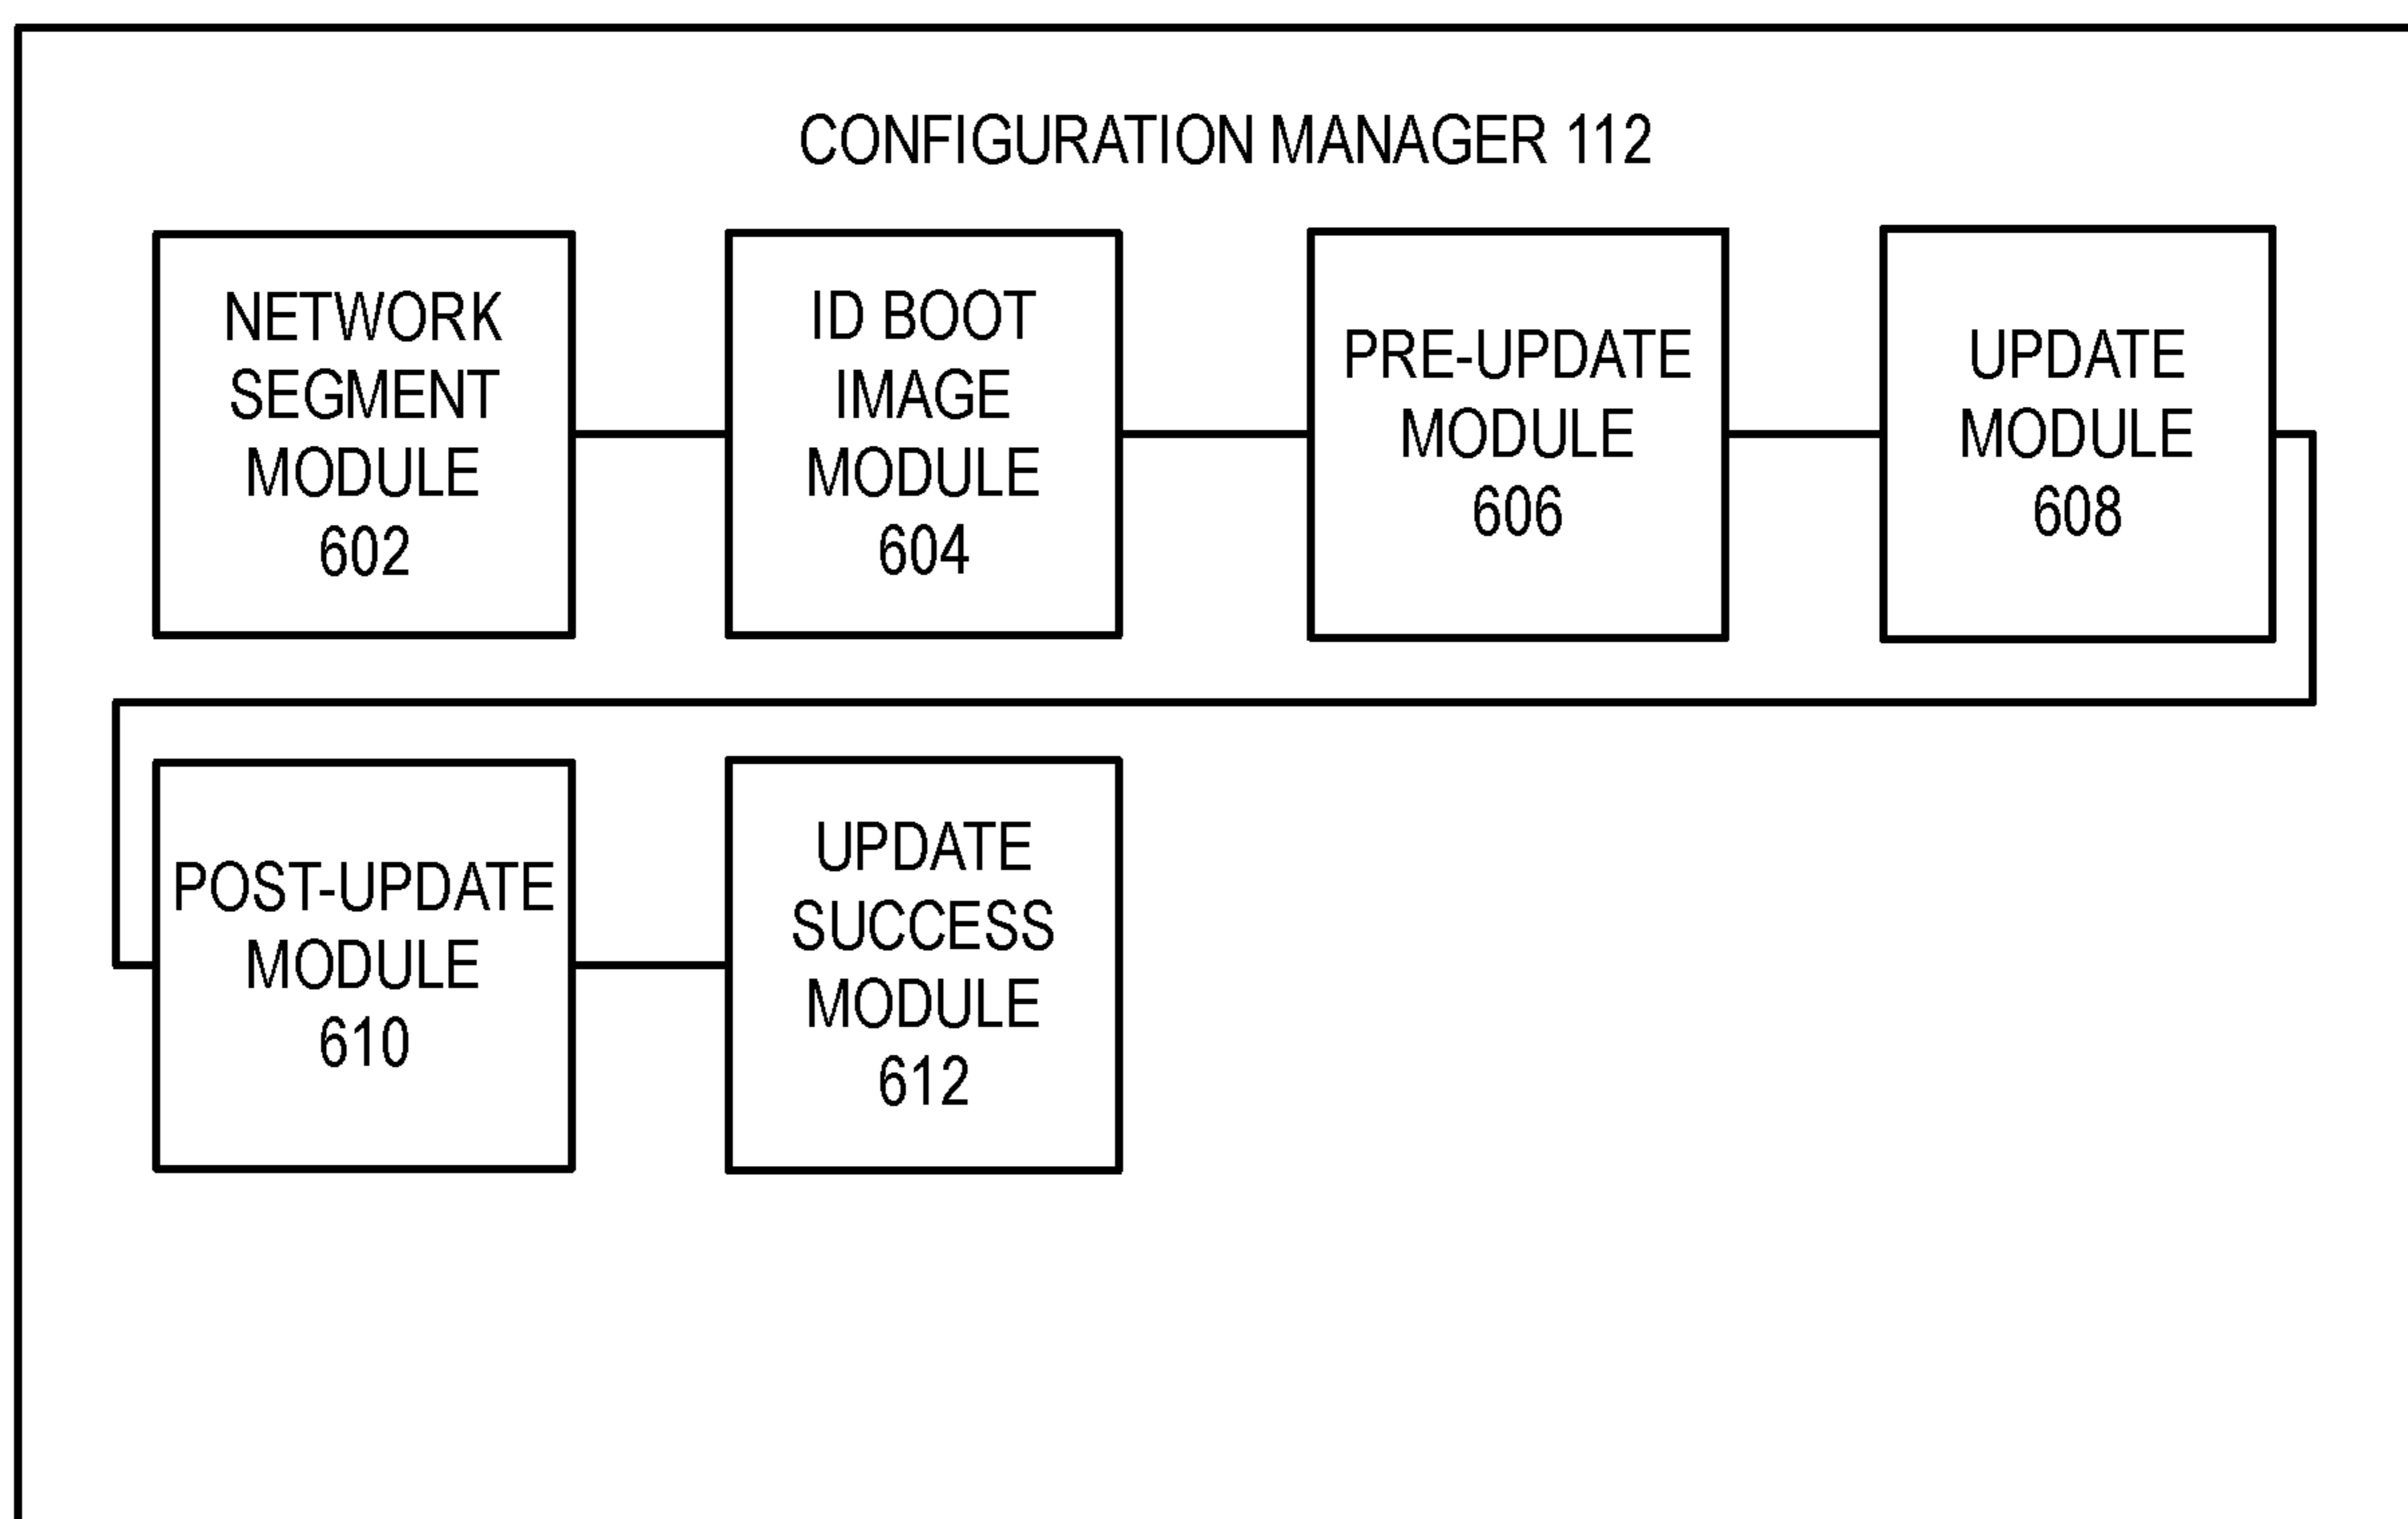 CONFIGURATION MANAGER 112
NETWORK
SEGMENT
MODULE
602
ID BOOT
IMAGE
MODULE
604
PRE-UPDATE
MODULE
606
UPDATE
MODULE
608
POST-UPDATE
MODULE
610
UPDATE
SUCCESS
MODULE
612